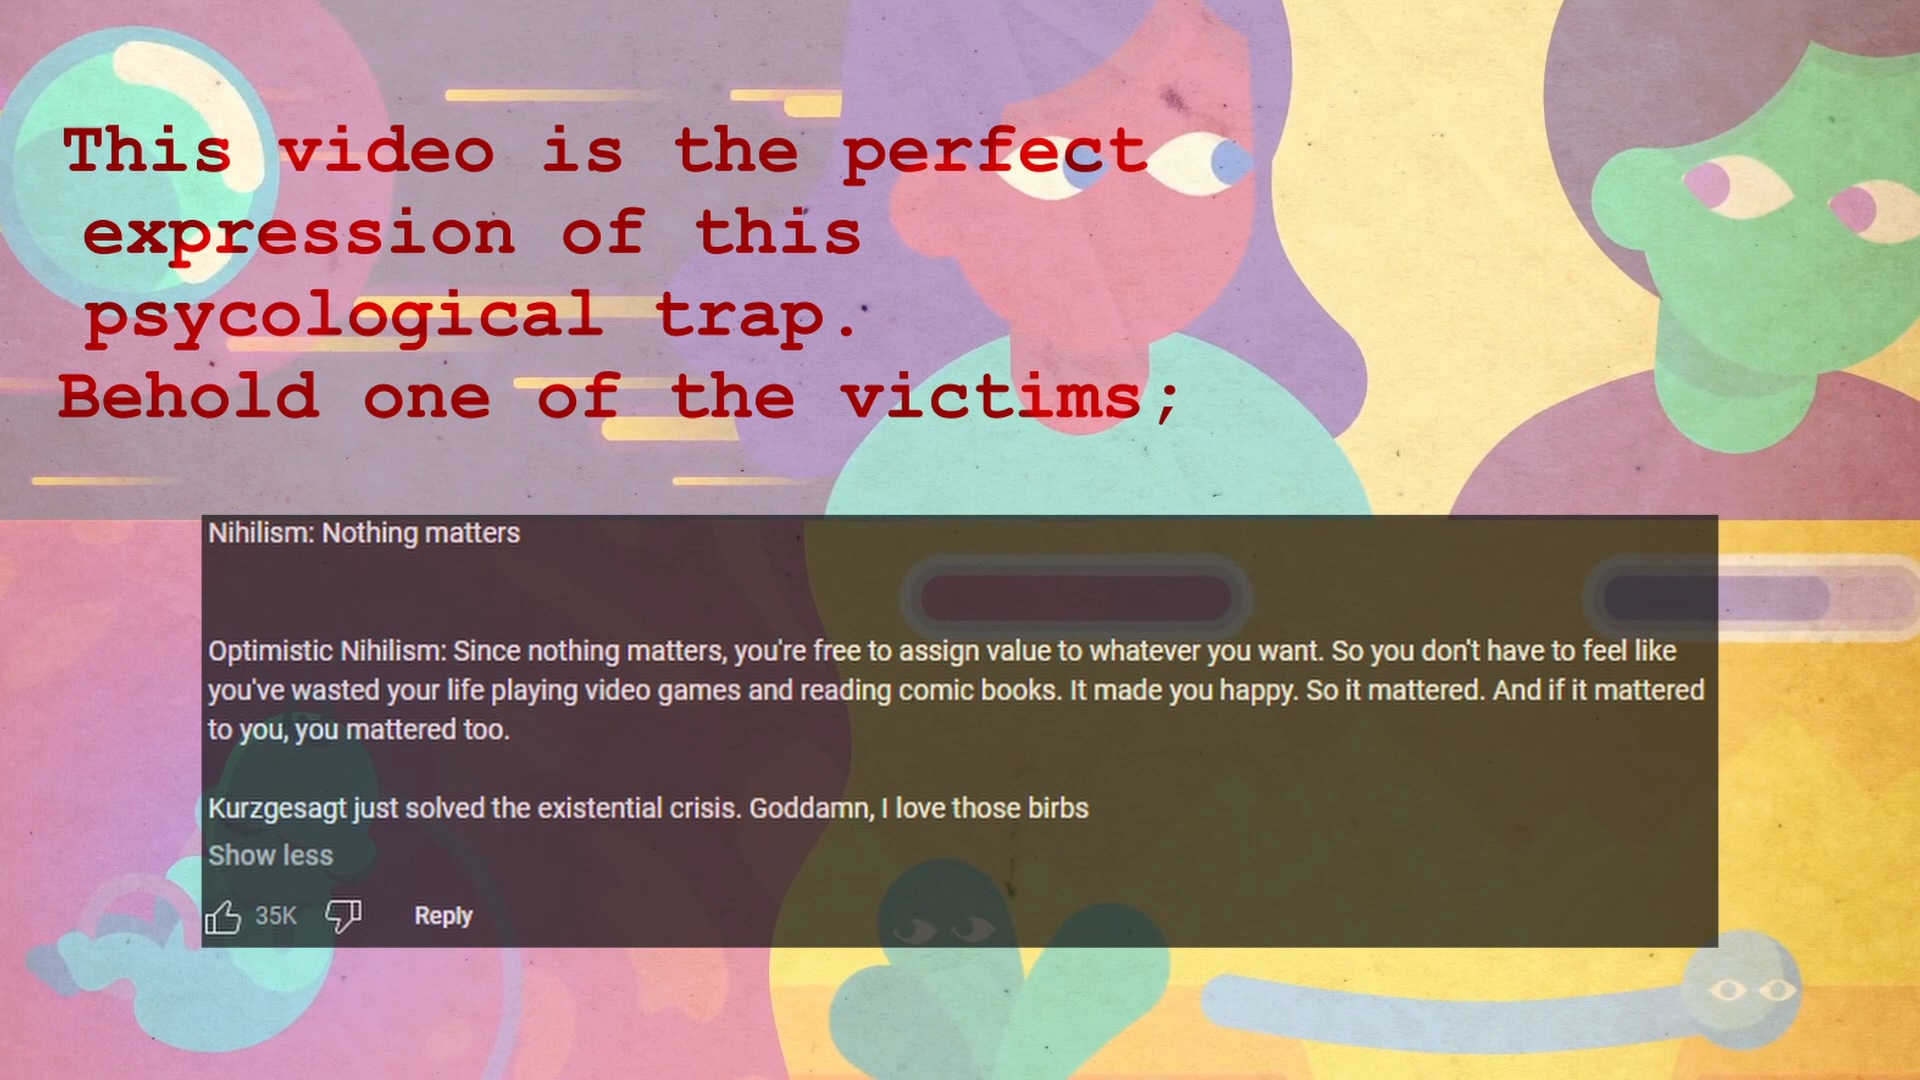 This video is the perfect
expression of this
psycological trap.
Behold one of the victims;
Nihilism: Nothing matters
Optimistic Nihilism: Since nothing matters, you're free to assign value to whatever you want. So you don't have to feel like
you've wasted your life playing video games and reading comic books. It made you happy. So it mattered. And if it mattered
to you, you mattered too.
Kurzgesagt just solved the existential crisis. Goddamn, I love those birbs
Show less
35K Reply